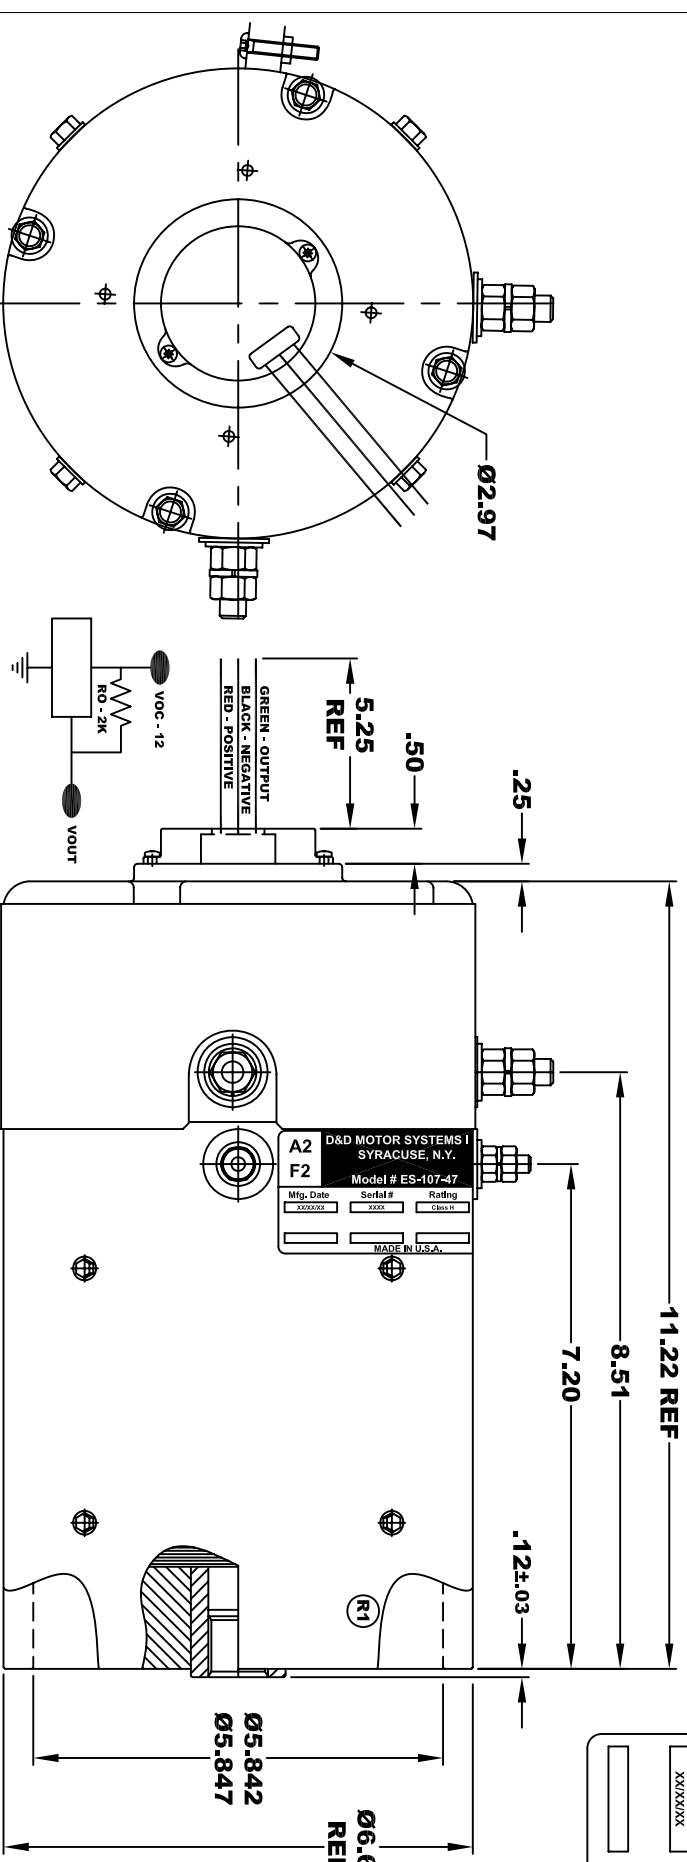 Ø2.97
5.25
REF
.50
.25
GREEN - OUTPUT
BLACK - NEGATIVE
RED - POSITIVE
VOC - 12
RO - 2K
VOUT
11.22 REF
8.51
7.20
.12±.03
A2
F2
D&D MOTOR SYSTEMS I
SYRACUSE, N.Y.
Model # ES-107-47
Mfg. Date Serial # Rating
XX/XX/XX XXXX Class H
MADE IN U.S.A.
R1
Ø5.842
Ø5.847
REF
XX/XX/XX